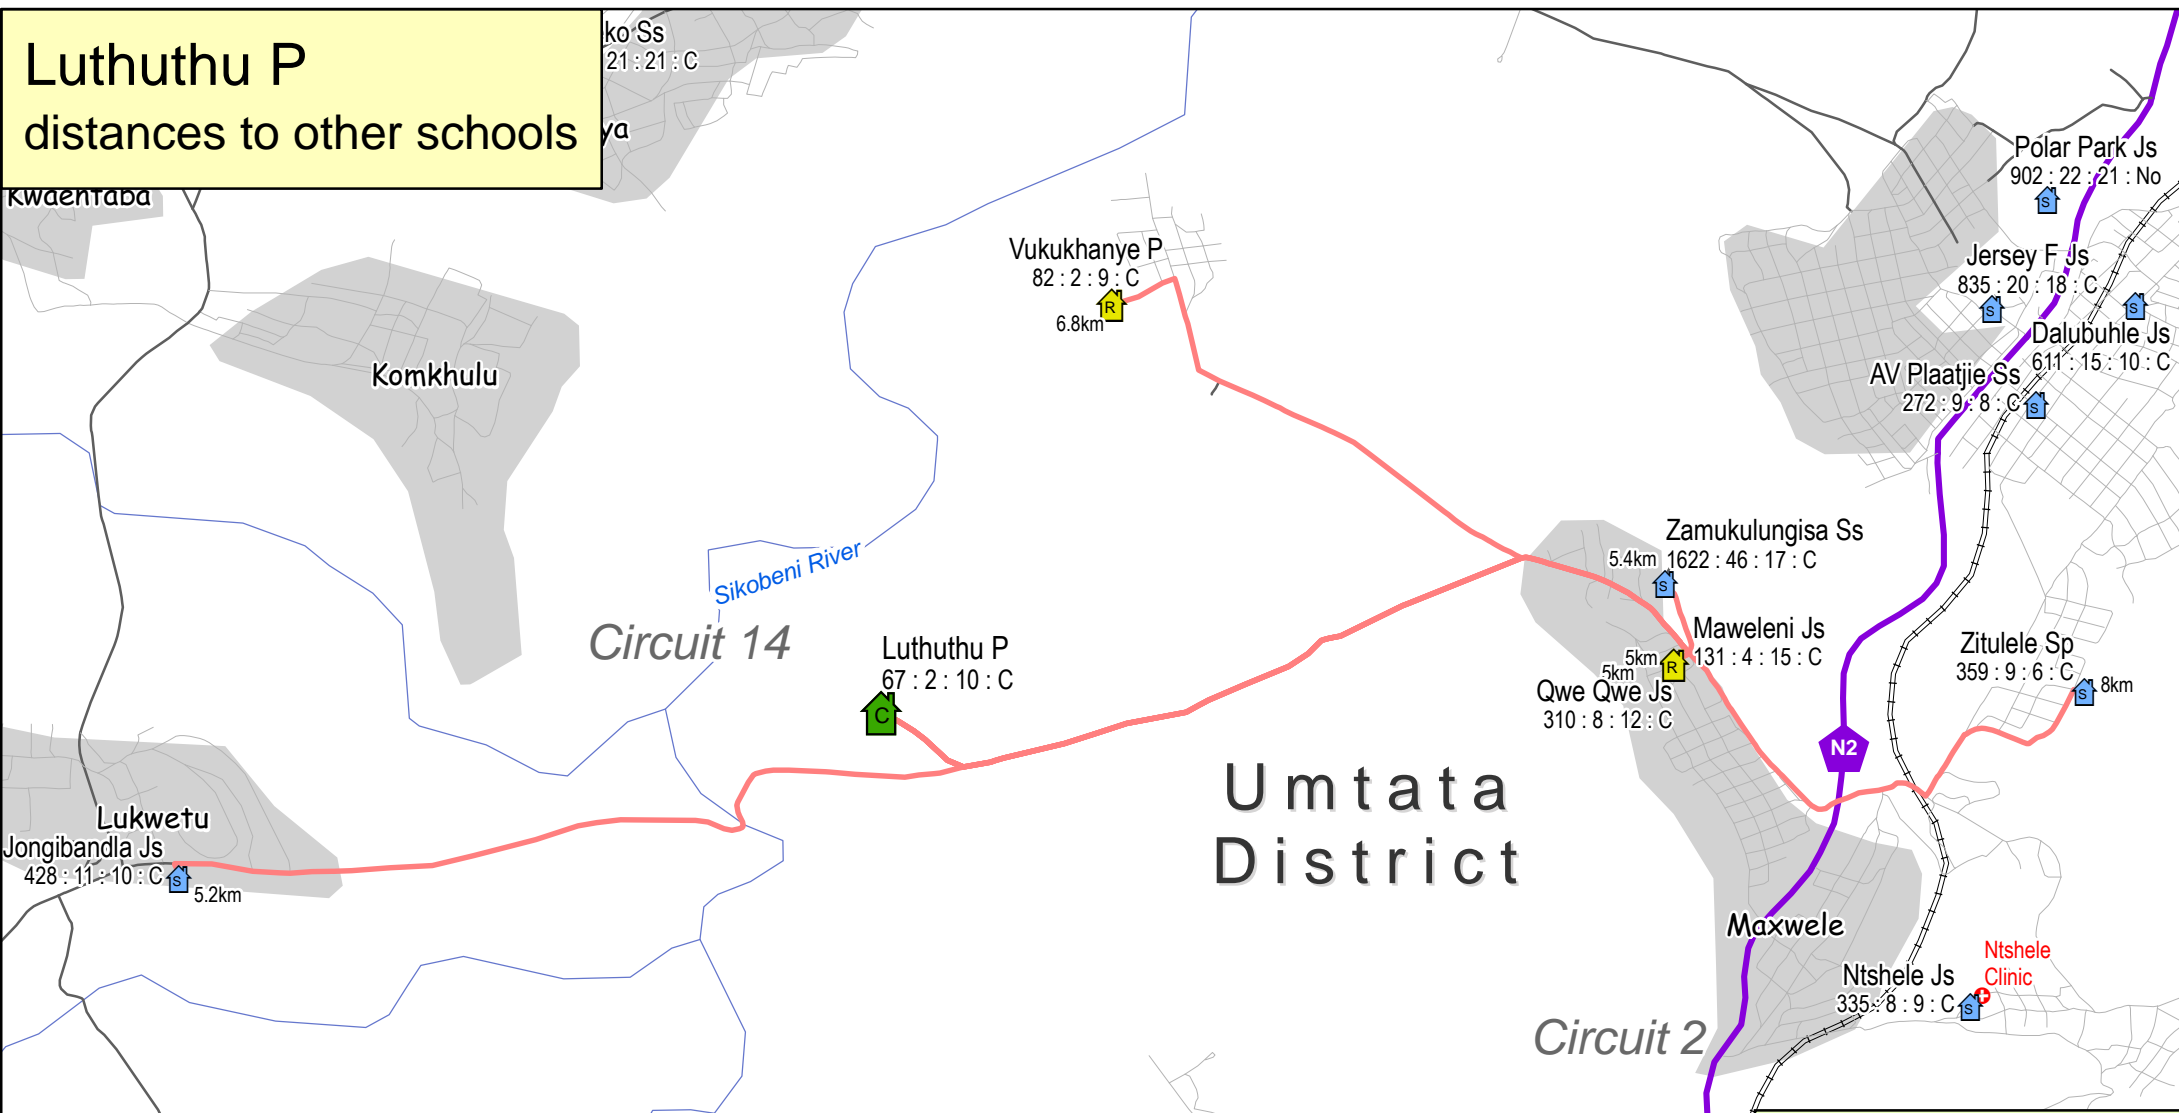 Luthuthu P
distances to other schools
ko Ss
21 : 21 : C
ya
Kwaentaba
Polar Park Js
902 : 22 : 21 : No
S
Vukukhanye P
82 : 2 : 9 : C
R
6.8km
Jersey F Js
835 : 20 : 18 : C
S
S
Dalubuhle Js
611 : 15 : 10 : C
AV Plaatjie Ss
272 : 9 : 8 : C
S
Komkhulu
Sikobeni River
Zamukulungisa Ss
5.4km
1622 : 46 : 17 : C
S
Circuit 14
Luthuthu P
67 : 2 : 10 : C
C
Maweleni Js
131 : 4 : 15 : C
5km
5km
R
Qwe Qwe Js
310 : 8 : 12 : C
Zitulele Sp
359 : 9 : 6 : C
S
8km
N2
Umtata
District
Lukwetu
Jongibandla Js
428 : 11 : 10 : C
S
5.2km
Maxwele
Ntshele
Clinic
Ntshele Js
335 : 8 : 9 : C
S
Circuit 2